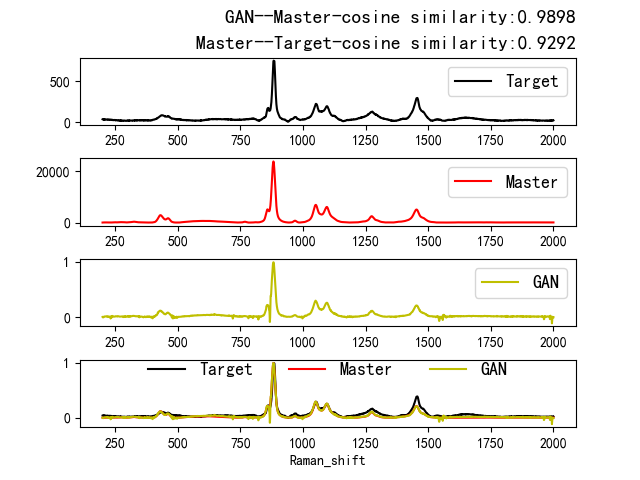 GAN--Master-cosine similarity:0.9898
Master--Target-cosine similarity:0.9292
500
0
Target
250 500 750 1000 1250 1500 1750 2000
20000
0
Master
250 500 750 1000 1250 1500 1750 2000
1
0
GAN
250 500 750 1000 1250 1500 1750 2000
1
0
Target Master GAN
250 500 750 1000 1250 1500 1750 2000
Raman_shift